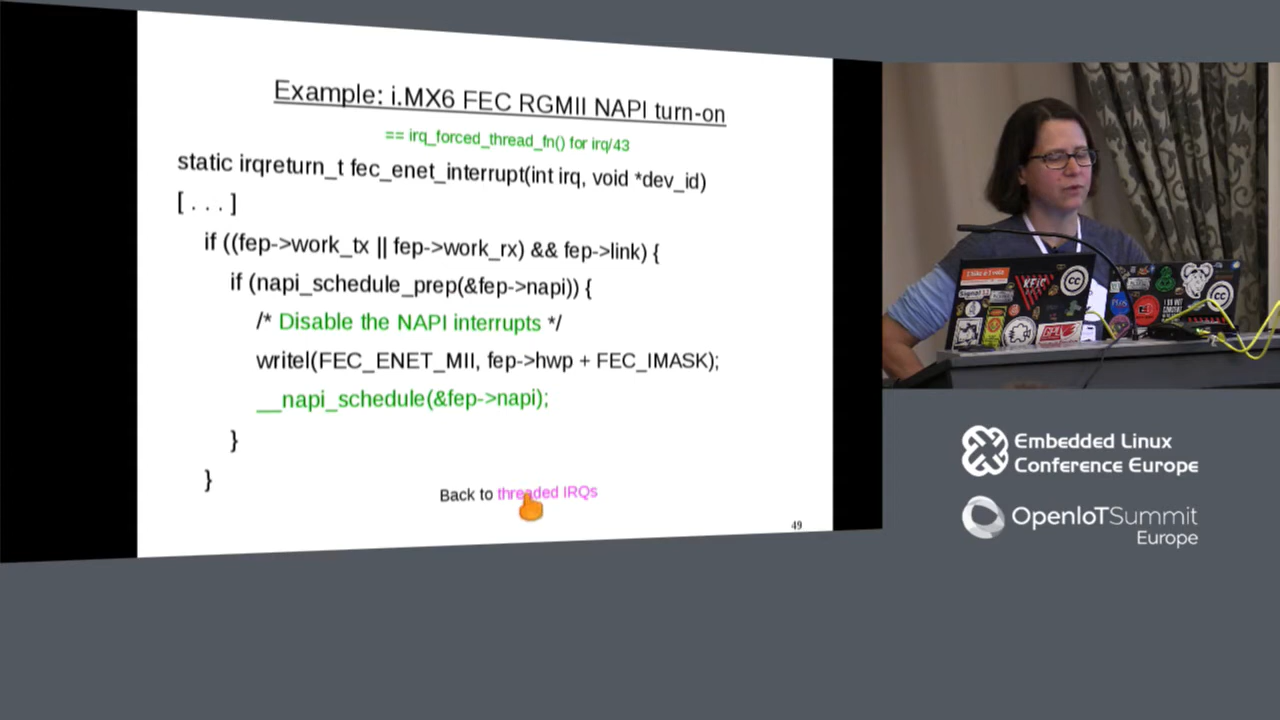 Example: i.MX6 FEC RGMII NAPI turn-on
== irq_forced_thread_fn() for irq/43
static irqreturn_t fec_enet_interrupt(int irq, void *dev_id)
[ . . . ]
if ((fep->work_tx || fep->work_rx) && fep->link) {
if (napi_schedule_prep(&fep->napi)) {
/* Disable the NAPI interrupts */
writel(FEC_ENET_MII, fep->hwp + FEC_IMASK);
__napi_schedule(&fep->napi);
}
}
Back to threaded IRQs
49
CC
CC
Embedded Linux
Conference Europe
OpenIoTSummit
Europe